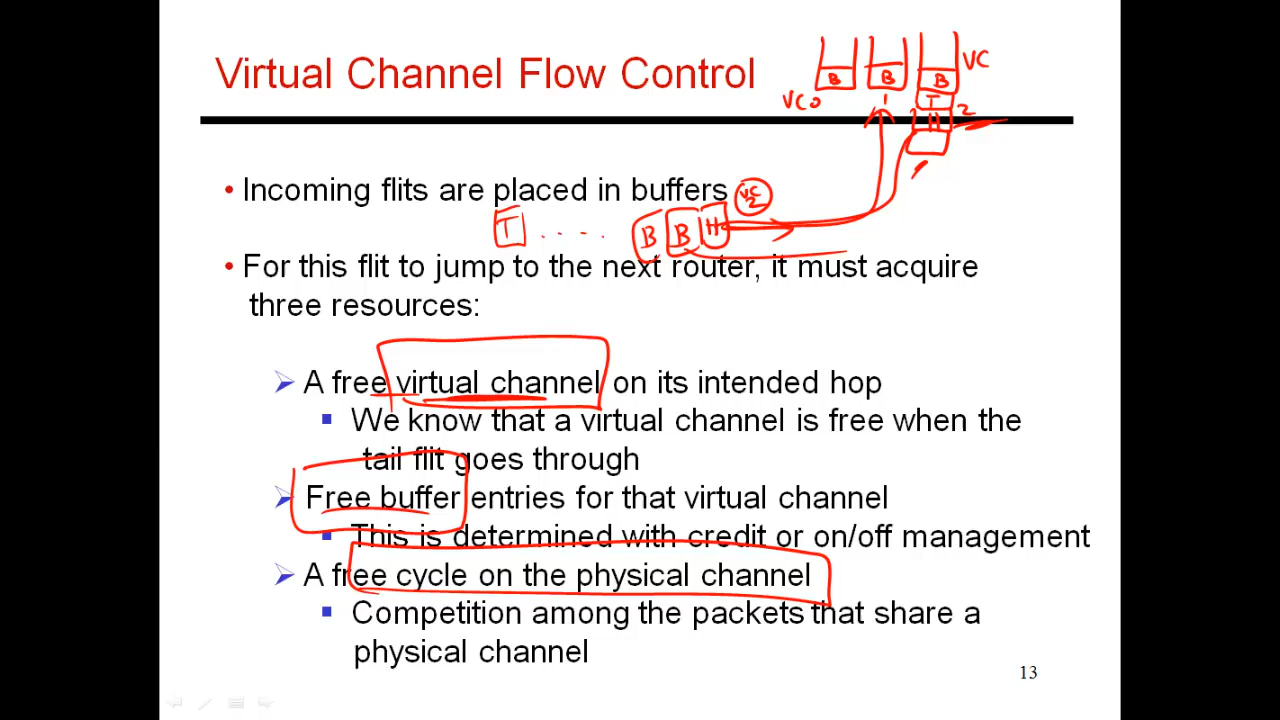 Virtual Channel Flow Control
B
B
B
VC
VC0
1
T
2
H
• Incoming flits are placed in buffers
VC
2
T . . . . B B H
• For this flit to jump to the next router, it must acquire
three resources:
➢ A free virtual channel on its intended hop
▪ We know that a virtual channel is free when the
tail flit goes through
➢ Free buffer entries for that virtual channel
▪ This is determined with credit or on/off management
➢ A free cycle on the physical channel
▪ Competition among the packets that share a
physical channel
13